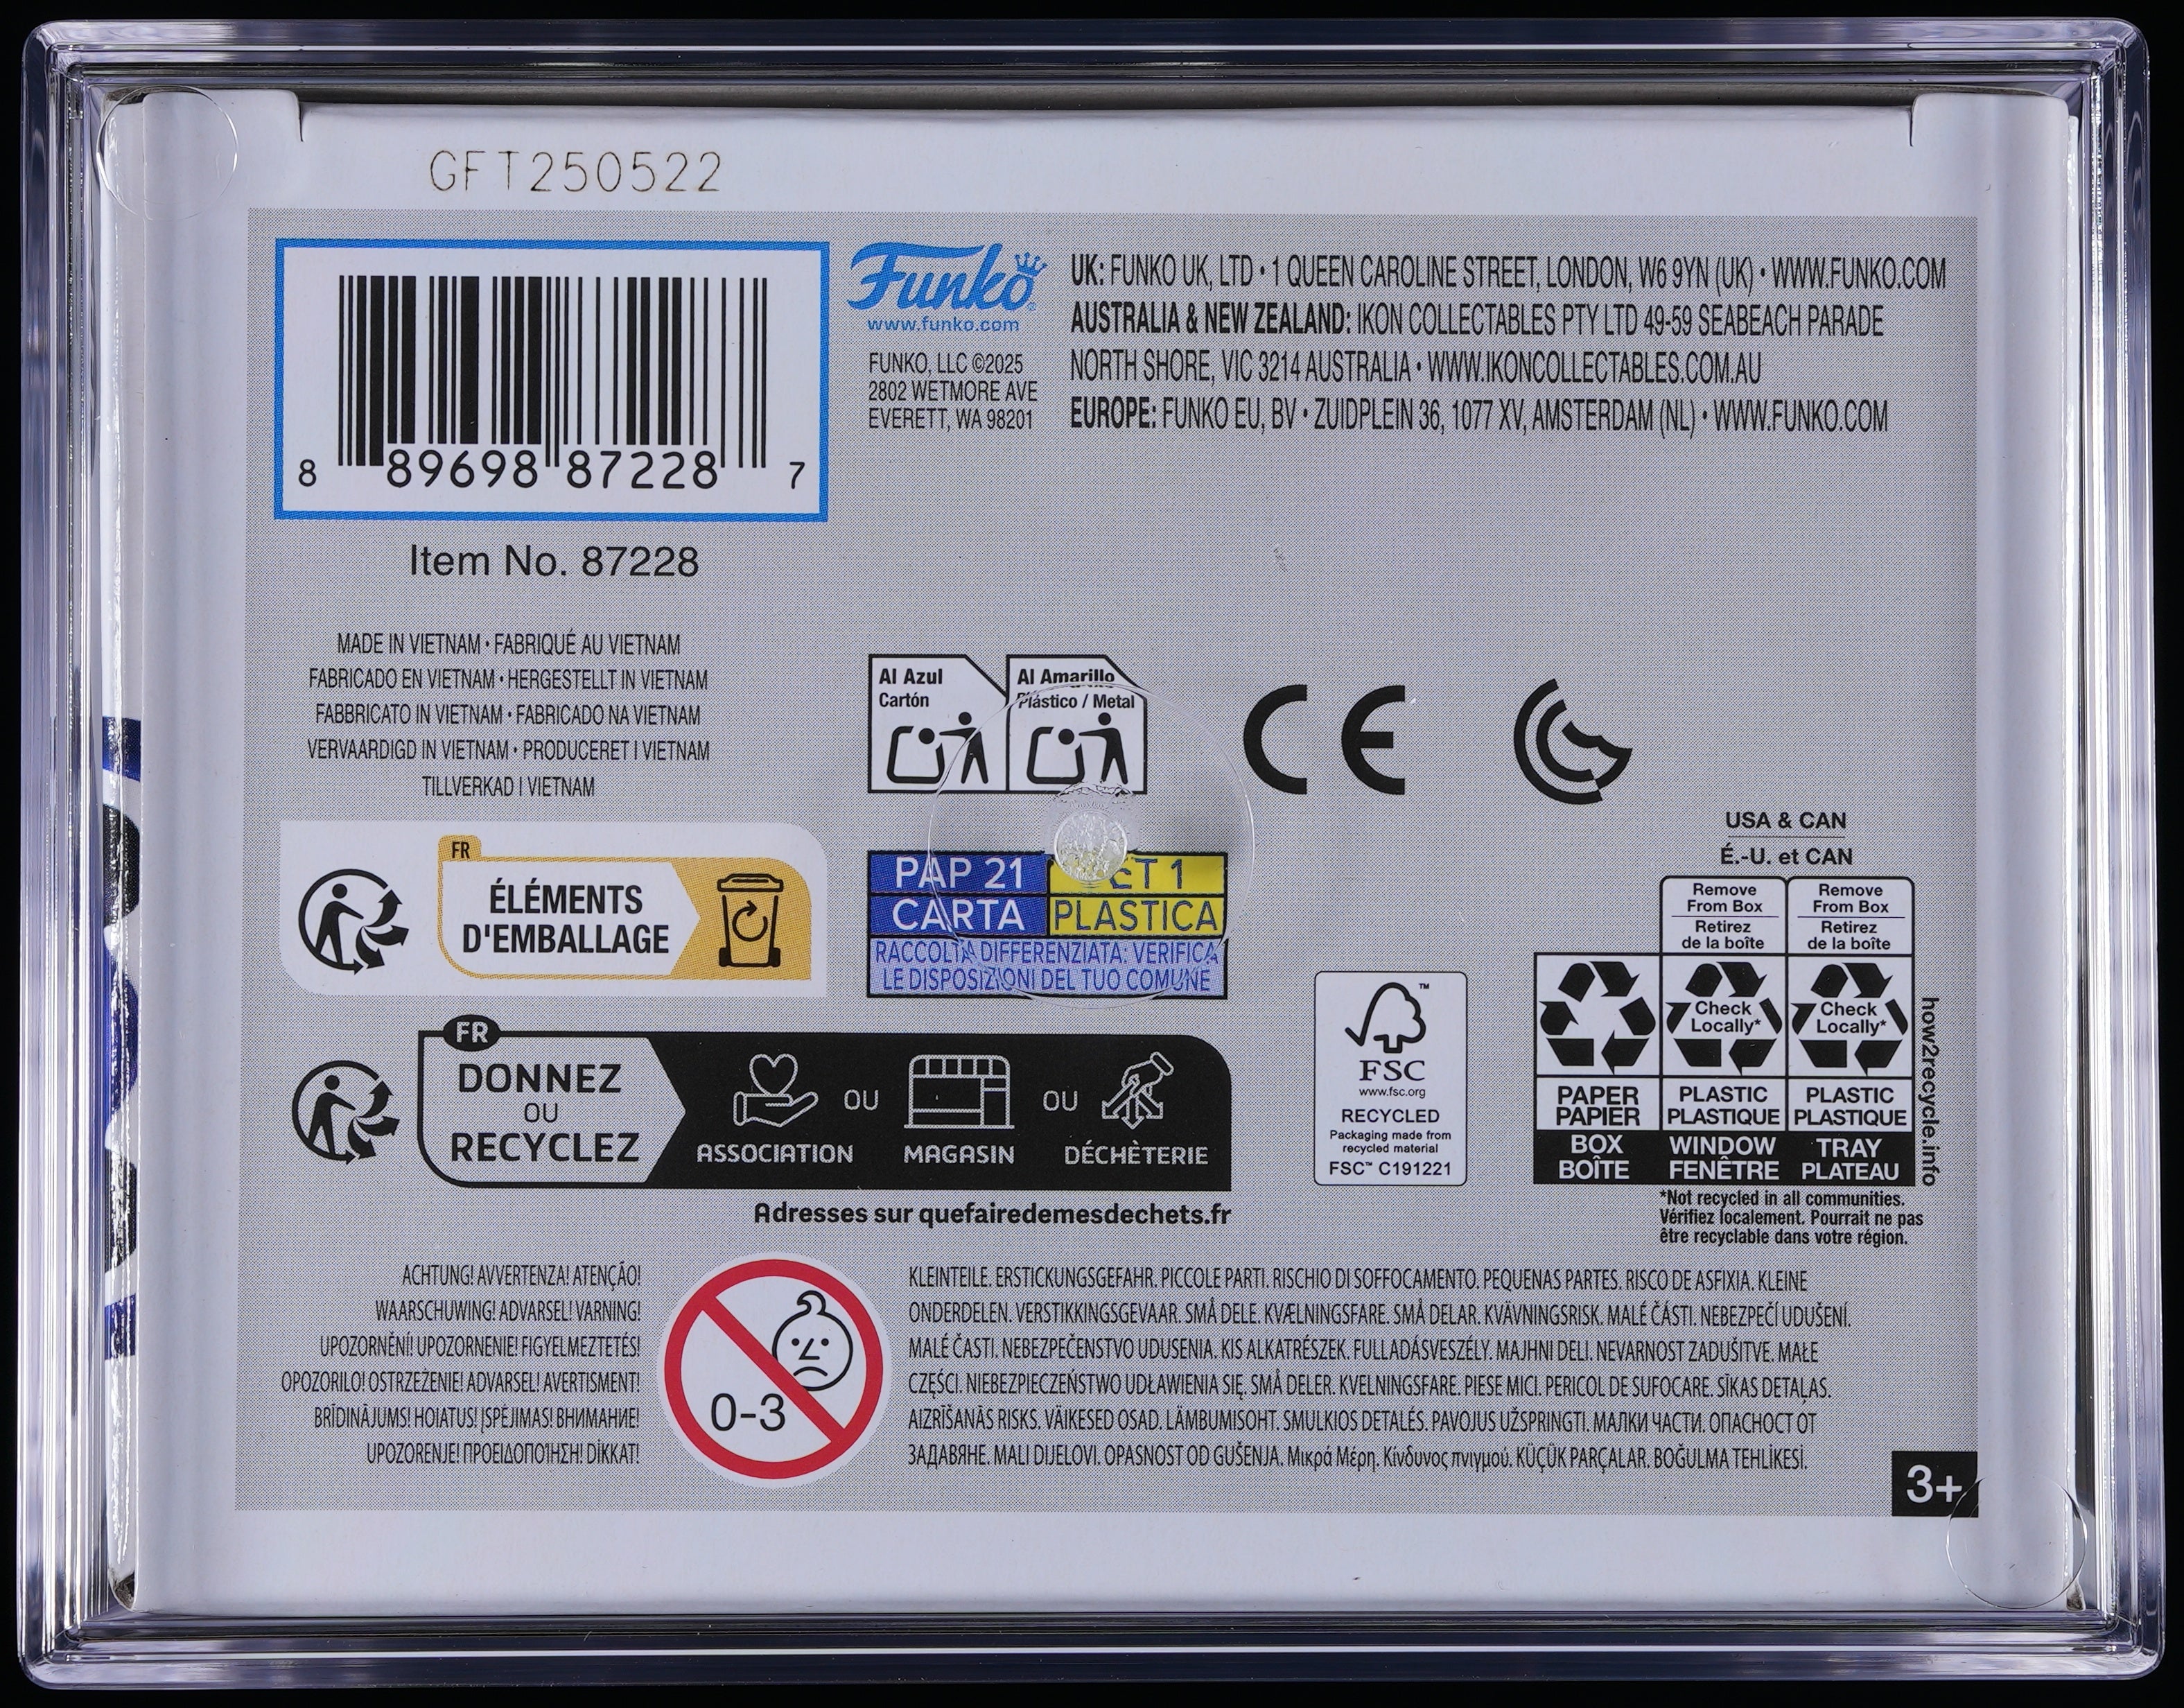 GFT250522
8 89698 87228 7
Item No. 87228
Funko
www.funko.com
FUNKO, LLC ©2025
2802 WETMORE AVE
EVERETT, WA 98201
UK: FUNKO UK, LTD • 1 QUEEN CAROLINE STREET, LONDON, W6 9YN (UK) • WWW.FUNKO.COM
AUSTRALIA & NEW ZEALAND: IKON COLLECTABLES PTY LTD 49-59 SEABEACH PARADE
NORTH SHORE, VIC 3214 AUSTRALIA • WWW.IKONCOLLECTABLES.COM.AU
EUROPE: FUNKO EU, BV • ZUIDPLEIN 36, 1077 XV, AMSTERDAM (NL) • WWW.FUNKO.COM
MADE IN VIETNAM • FABRIQUÉ AU VIETNAM
FABRICADO EN VIETNAM • HERGESTELLT IN VIETNAM
FABBRICATO IN VIETNAM • FABRICADO NA VIETNAM
VERVAARDIGD IN VIETNAM • PRODUCERET I VIETNAM
TILLVERKAD I VIETNAM
Al Azul
Cartón
Al Amarillo
Plástico / Metal
CE
FR
ÉLÉMENTS
D'EMBALLAGE
PAP 21
CARTA
ET 1
PLASTICA
RACCOLTA DIFFERENZIATA: VERIFICA
LE DISPOSIZIONI DEL TUO COMUNE
FR
DONNEZ
OU
RECYCLEZ
ASSOCIATION
OU
MAGASIN
OU
DÉCHÈTERIE
Adresses sur quefairedemesdechets.fr
FSC™
www.fsc.org
RECYCLED
Packaging made from
recycled material
FSC™ C191221
USA & CAN
É.-U. et CAN
Remove
From Box
Retirez
de la boîte
Remove
From Box
Retirez
de la boîte
Check
Locally*
Check
Locally*
PAPER
PAPIER
PLASTIC
PLASTIQUE
PLASTIC
PLASTIQUE
BOX
BOÎTE
WINDOW
FENÊTRE
TRAY
PLATEAU
how2recycle.info
*Not recycled in all communities.
Vérifiez localement. Pourrait ne pas
être recyclable dans votre région.
ACHTUNG! AVVERTENZA! ATENÇÃO!
WAARSCHUWING! ADVARSEL! VARNING!
UPOZORNĚNÍ! UPOZORNENIE! FIGYELMEZTETÉS!
OPOZORILO! OSTRZEŻENIE! ADVARSEL! AVERTISMENT!
BRĪDINĀJUMS! HOIATUS! ĮSPĖJIMAS! ВНИМАНИЕ!
UPOZORENJE! ΠΡΟΕΙΔΟΠΟΊΗΣΗ! DİKKAT!
0-3
KLEINTEILE. ERSTICKUNGSGEFAHR. PICCOLE PARTI. RISCHIO DI SOFFOCAMENTO. PEQUENAS PARTES. RISCO DE ASFIXIA. KLEINE
ONDERDELEN. VERSTIKKINGSGEVAAR. SMÅ DELE. KVÆLNINGSFARE. SMÅ DELAR. KVÄVNINGSRISK. MALÉ ČÁSTI. NEBEZPEČÍ UDUŠENÍ.
MALÉ ČASTI. NEBEZPEČENSTVO UDUSENIA. KIS ALKATRÉSZEK. FULLADÁSVESZÉLY. MAJHNI DELI. NEVARNOST ZADUŠITVE. MAŁE
CZĘŚCI. NIEBEZPIECZEŃSTWO UDŁAWIENIA SIĘ. SMÅ DELER. KVELNINGSFARE. PIESE MICI. PERICOL DE SUFOCARE. SĪKAS DETAĻAS.
AIZRĪŠANĀS RISKS. VÄIKESED OSAD. LÄMBUMISOHT. SMULKIOS DETALĖS. PAVOJUS UŽSPRINGTI. МАЛКИ ЧАСТИ. ОПАСНОСТ ОТ
ЗАДАВЯНЕ. MALI DIJELOVI. OPASNOST OD GUŠENJA. Μικρά Μέρη. Κίνδυνος πνιγμού. KÜÇÜK PARÇALAR. BOĞULMA TEHLİKESİ.
3+